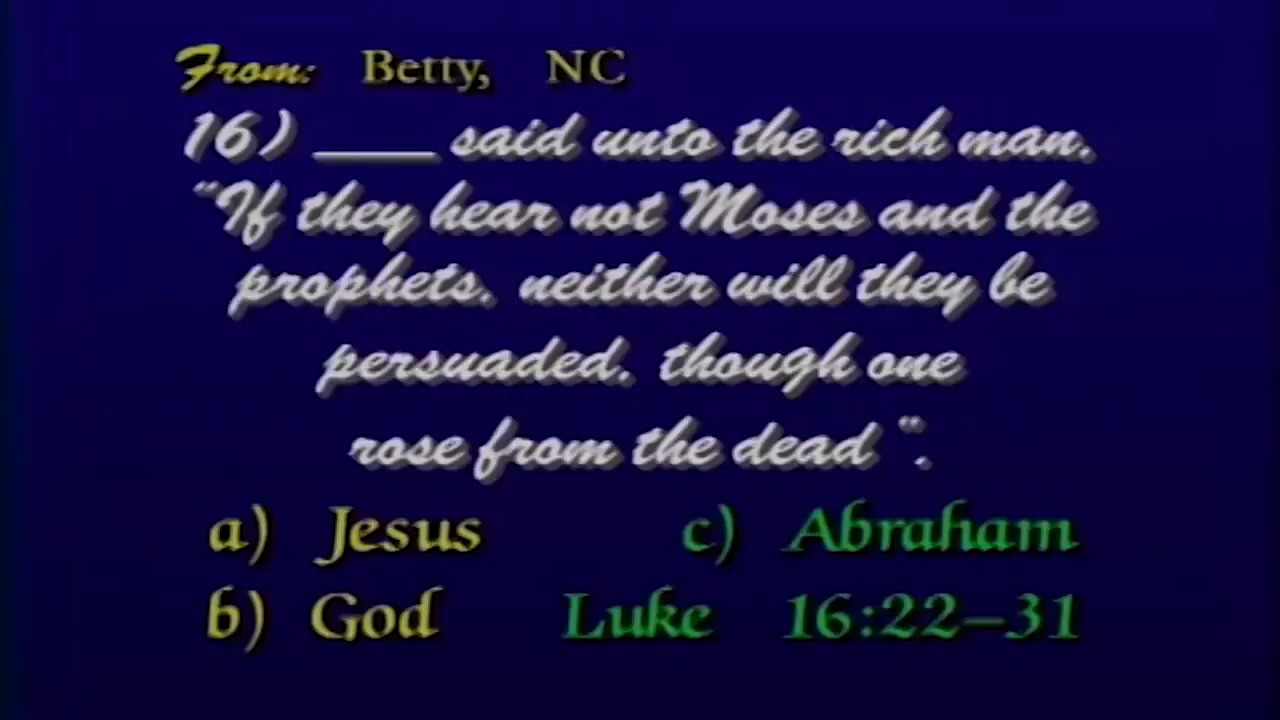 From: Betty, NC
16) ____ said unto the rich man,
"If they hear not Moses and the
prophets, neither will they be
persuaded, though one
rose from the dead ".
a) Jesus c) Abraham
b) God Luke 16:22–31